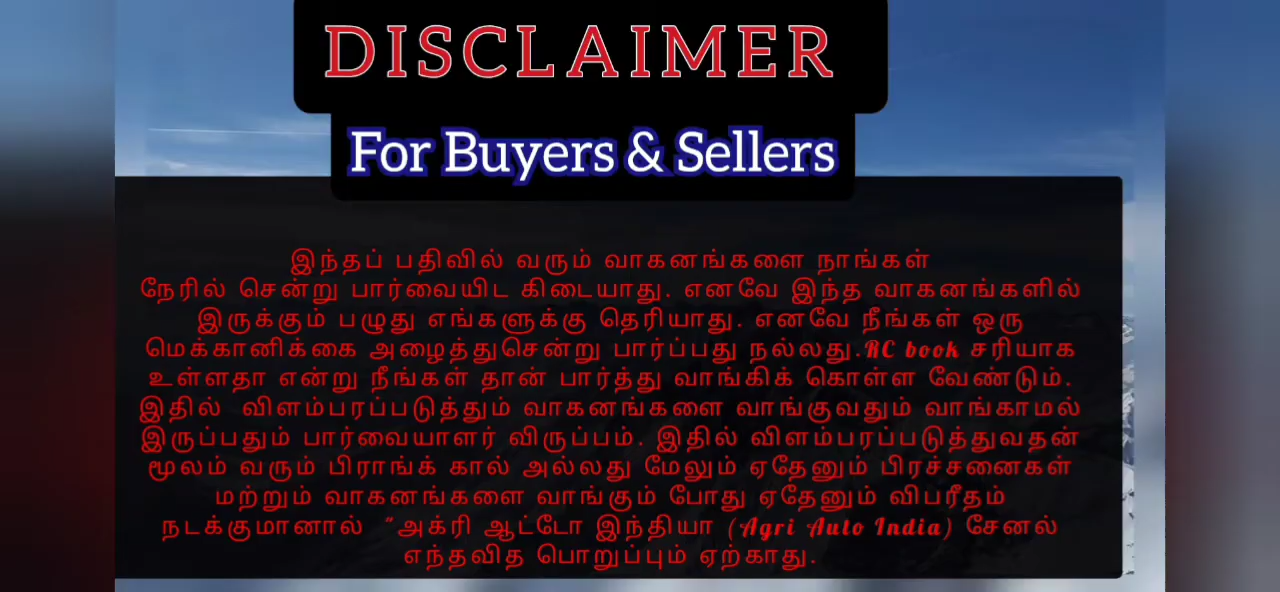 DISCLAIMER
For Buyers & Sellers
இந்தப் பதிவில் வரும் வாகனங்களை நாங்கள்
நேரில் சென்று பார்வையிட கிடையாது. எனவே இந்த வாகனங்களில்
இருக்கும் பழுது எங்களுக்கு தெரியாது. எனவே நீங்கள் ஒரு
மெக்கானிக்கை அழைத்துசென்று பார்ப்பது நல்லது.RC book சரியாக
உள்ளதா என்று நீங்கள் தான் பார்த்து வாங்கிக் கொள்ள வேண்டும்.
இதில் விளம்பரப்படுத்தும் வாகனங்களை வாங்குவதும் வாங்காமல்
இருப்பதும் பார்வையாளர் விருப்பம். இதில் விளம்பரப்படுத்துவதன்
மூலம் வரும் பிராங்க் கால் அல்லது மேலும் ஏதேனும் பிரச்சனைகள்
மற்றும் வாகனங்களை வாங்கும் போது ஏதேனும் விபரீதம்
நடக்குமானால் "அக்ரி ஆட்டோ இந்தியா (Agri Auto India) சேனல்
எந்தவித பொறுப்பும் ஏற்காது.